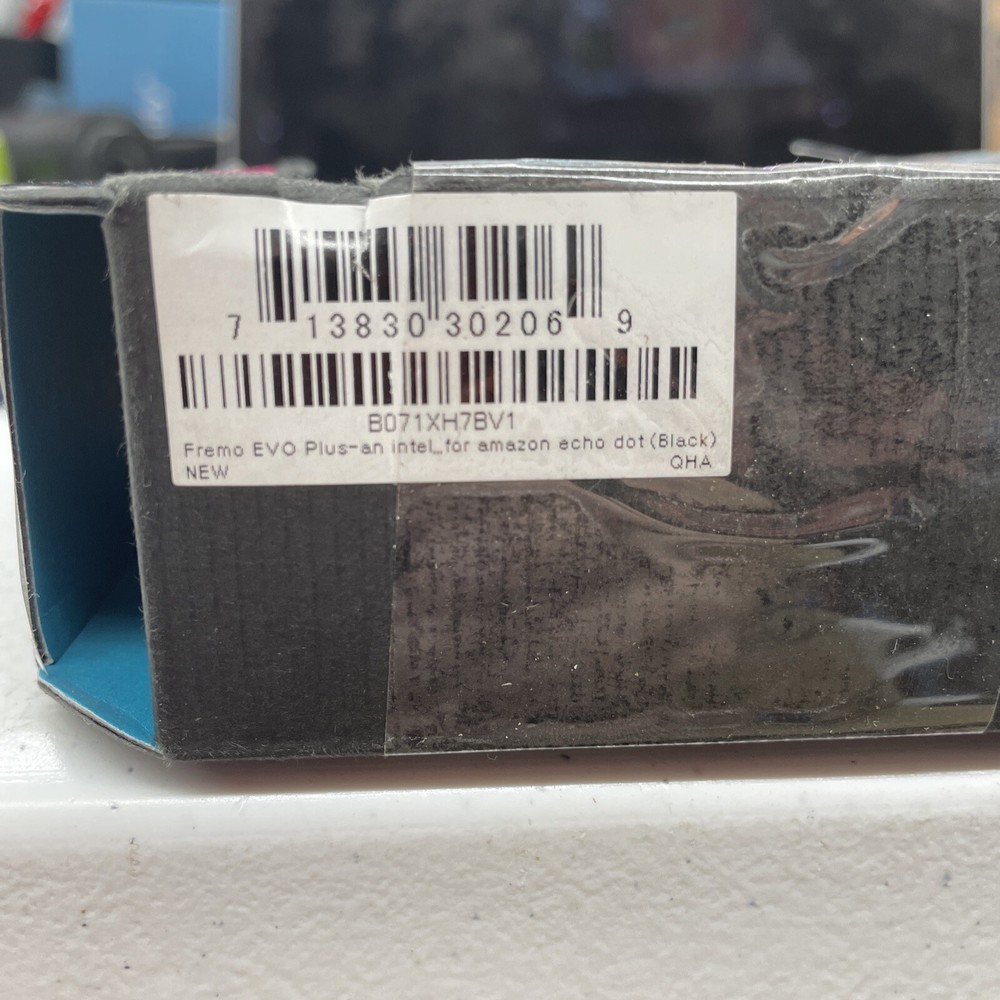 7 13830 30206 9
B071XH7BV1
Fremo EVO Plus-an intel...for amazon echo dot(Black)
NEW
QHA